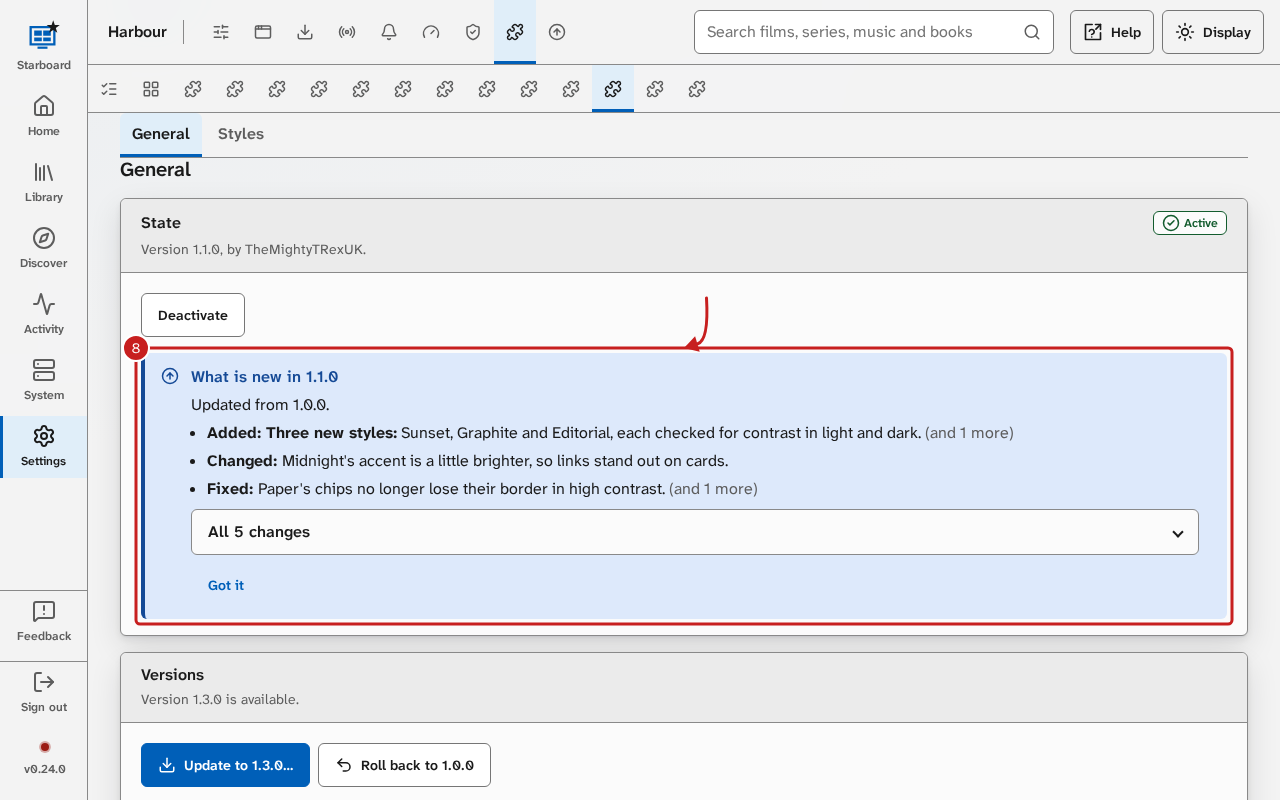 Starboard
Home
Library
Discover
Activity
System
Settings
Feedback
Sign out
v0.24.0
Harbour
Search films, series, music and books
Help
Display
General
Styles
General
State
Version 1.1.0, by TheMightyTRexUK.
Active
Deactivate
8
What is new in 1.1.0
Updated from 1.0.0.
• Added: Three new styles: Sunset, Graphite and Editorial, each checked for contrast in light and dark. (and 1 more)
• Changed: Midnight's accent is a little brighter, so links stand out on cards.
• Fixed: Paper's chips no longer lose their border in high contrast. (and 1 more)
All 5 changes
Got it
Versions
Version 1.3.0 is available.
Update to 1.3.0...
Roll back to 1.0.0